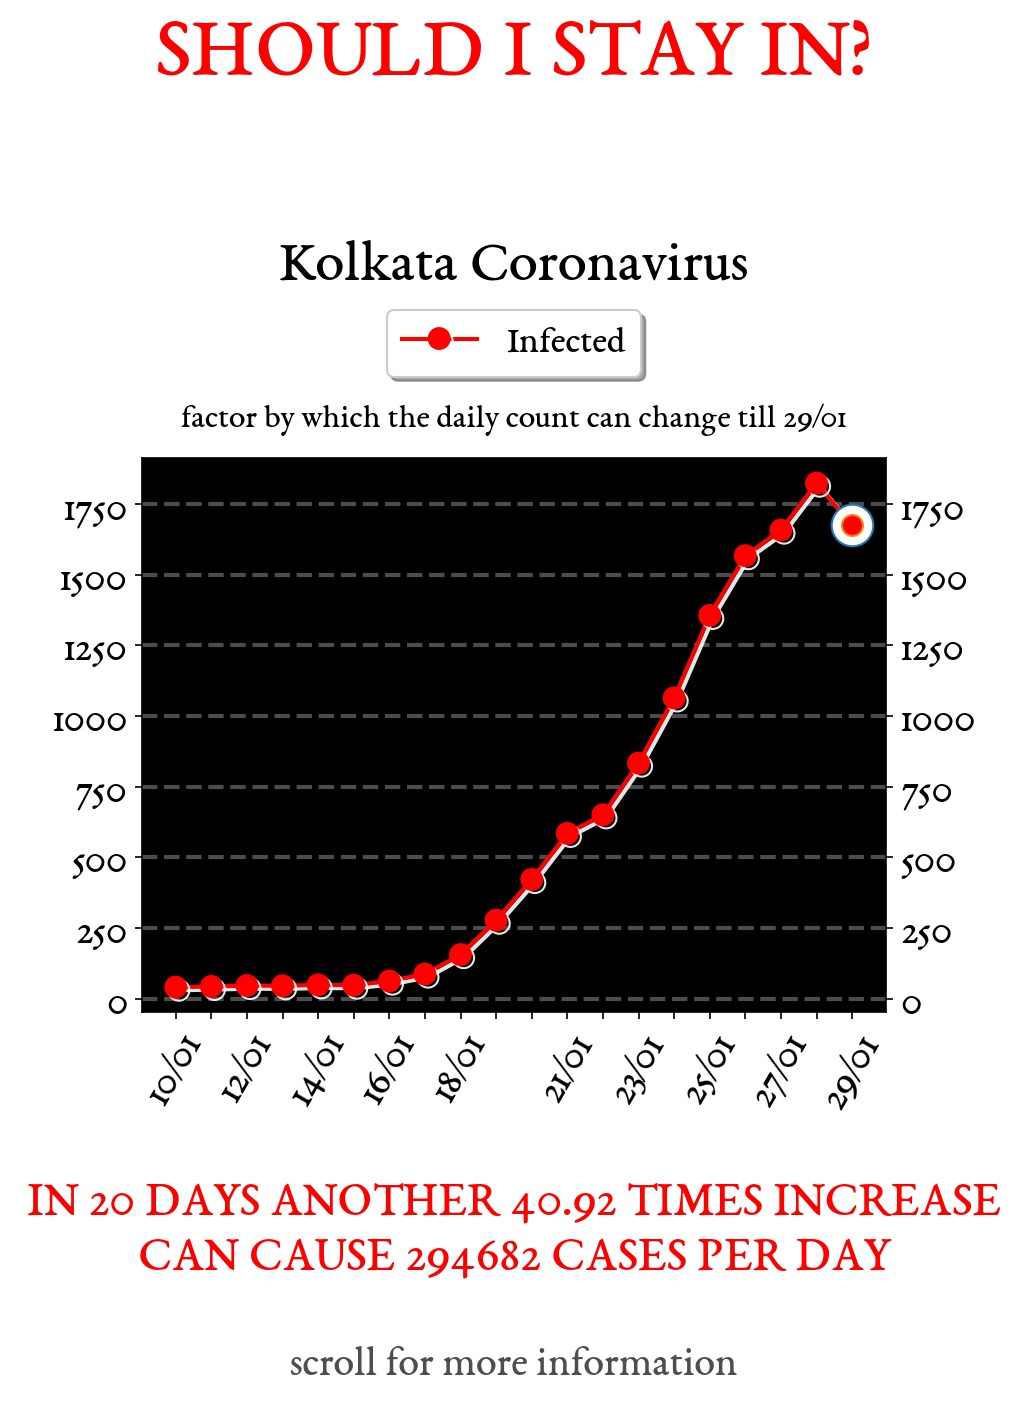 SHOULD I STAY IN?
Kolkata Coronavirus
Infected
factor by which the daily count can change till 29/01
1750 1750
1500 1500
1250 1250
1000 1000
750 750
500 500
250 250
0 0
10/01 12/01 14/01 16/01 18/01 21/01 23/01 25/01 27/01 29/01
IN 20 DAYS ANOTHER 40.92 TIMES INCREASE
CAN CAUSE 294682 CASES PER DAY
scroll for more information